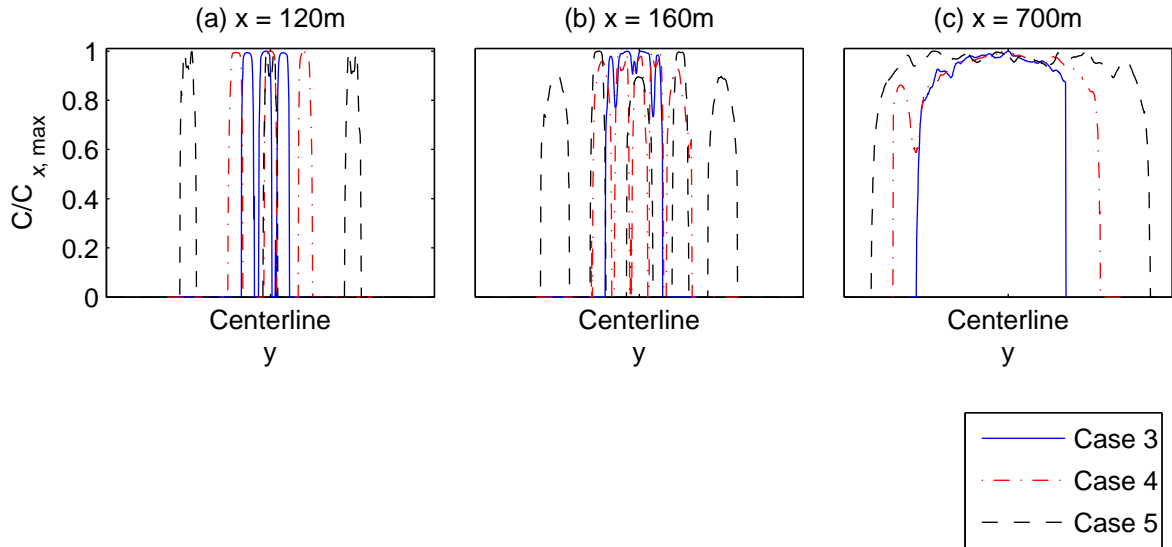 (a) x = 120m
(b) x = 160m
(c) x = 700m
C/C x, max
1
0.8
0.6
0.4
0.2
0
Centerline
y
Centerline
y
Centerline
y
Case 3
Case 4
Case 5